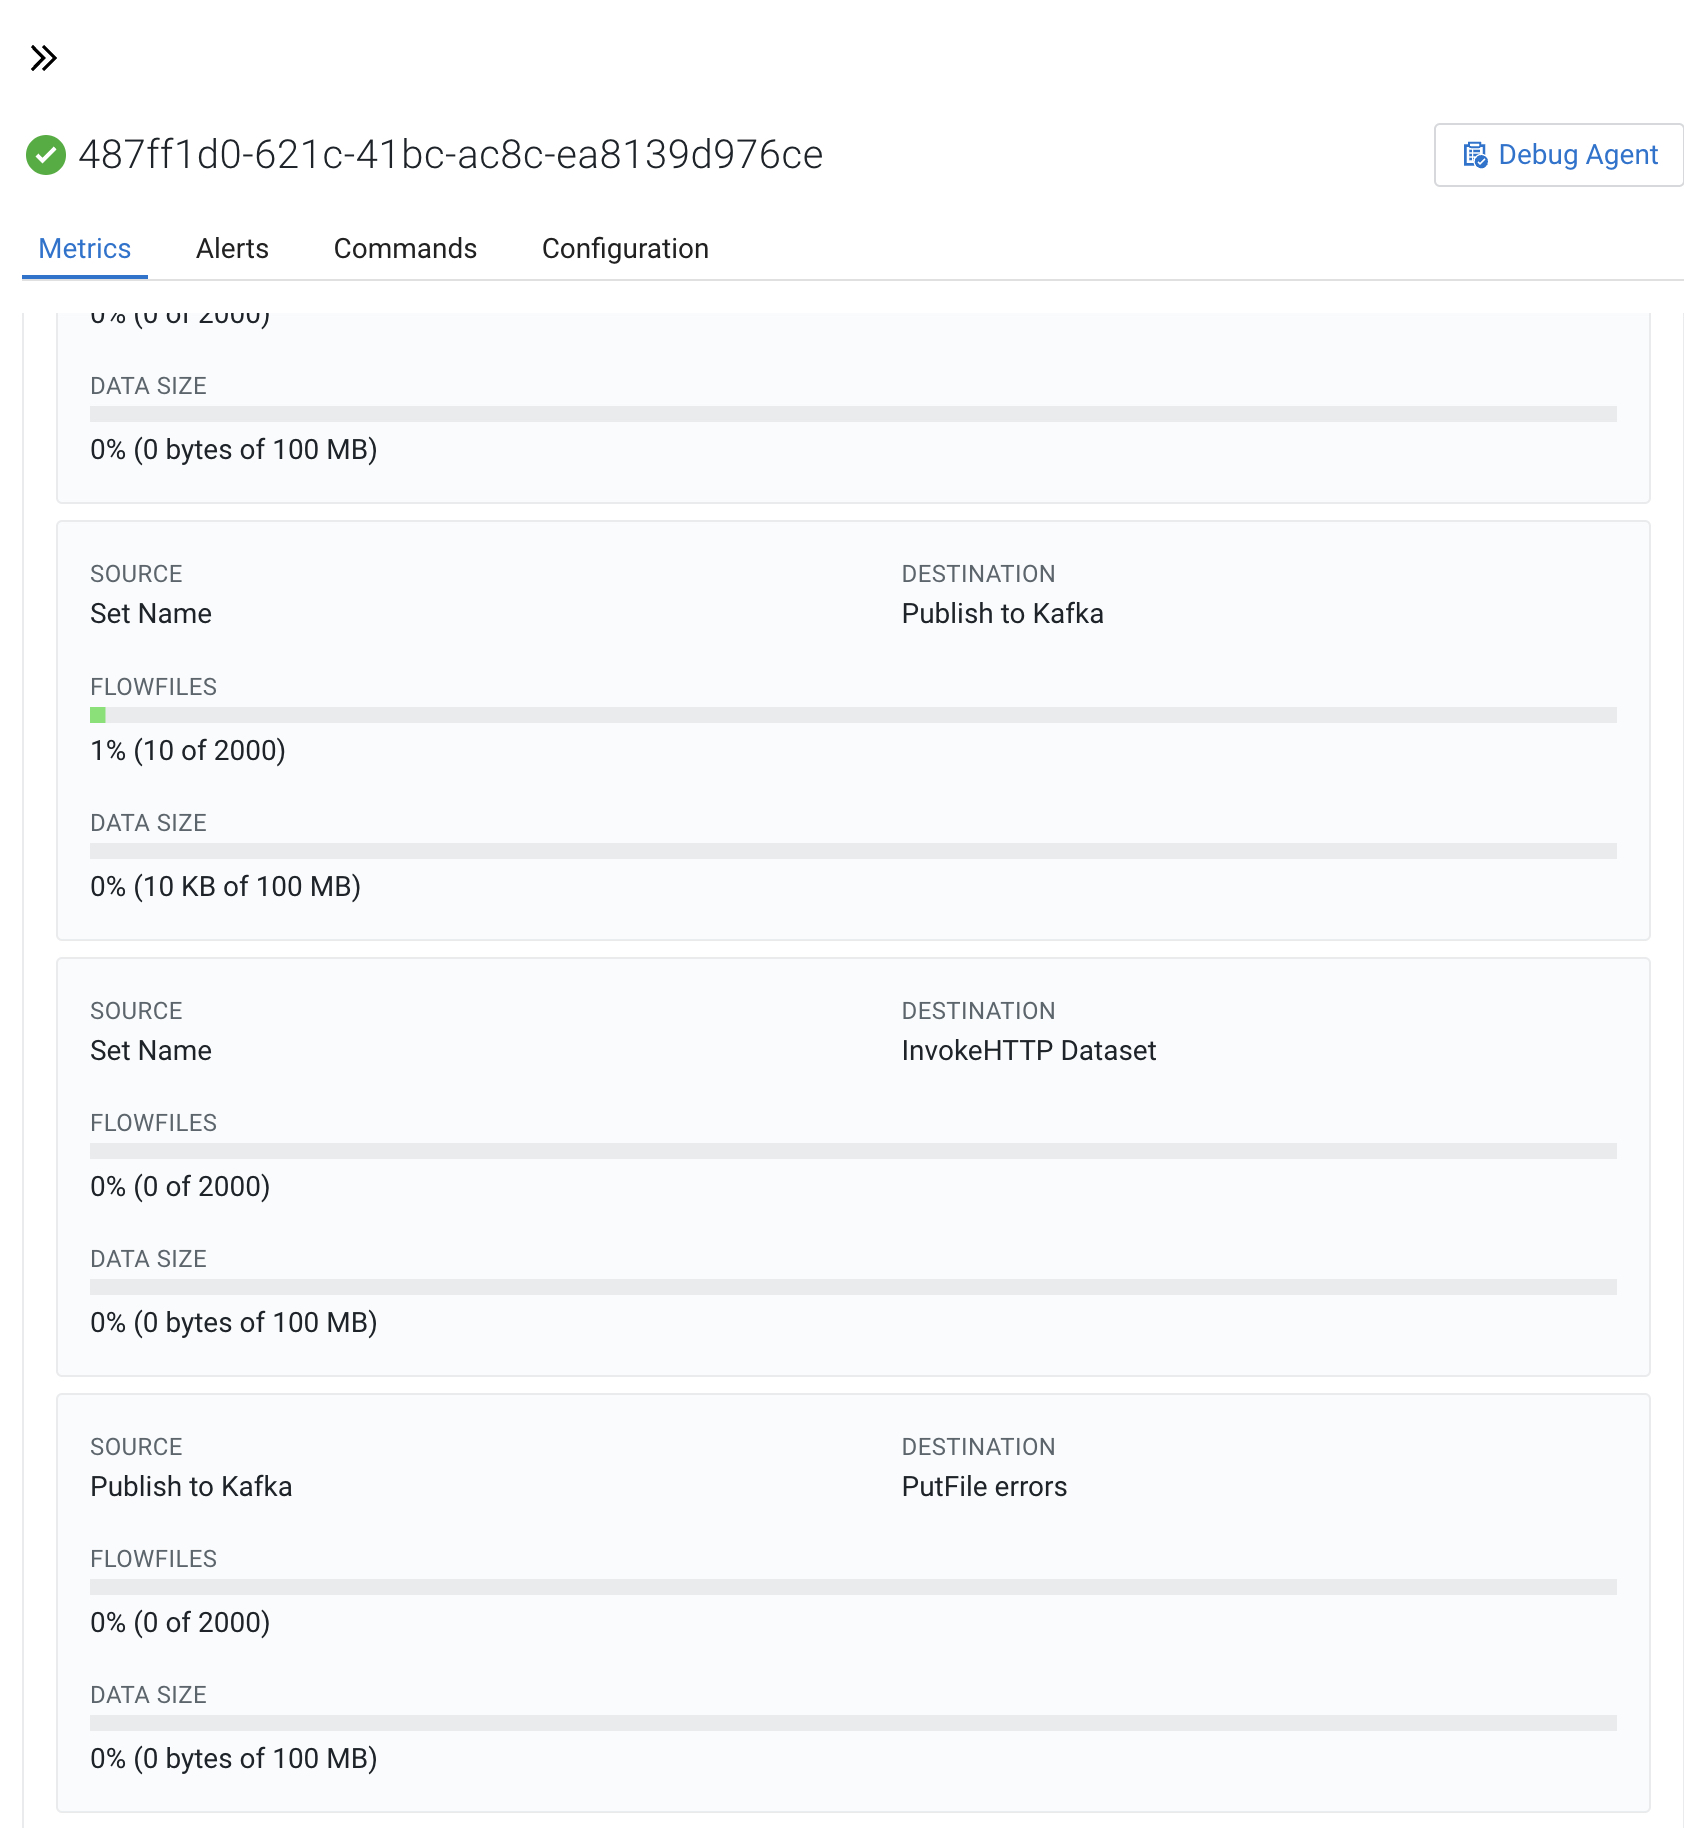 487ff1d0-621c-41bc-ac8c-ea8139d976ce
Debug Agent
Metrics Alerts Commands Configuration
0% (0 of 2000)
DATA SIZE
0% (0 bytes of 100 MB)
SOURCE DESTINATION
Set Name Publish to Kafka
FLOWFILES
1% (10 of 2000)
DATA SIZE
0% (10 KB of 100 MB)
SOURCE DESTINATION
Set Name InvokeHTTP Dataset
FLOWFILES
0% (0 of 2000)
DATA SIZE
0% (0 bytes of 100 MB)
SOURCE DESTINATION
Publish to Kafka PutFile errors
FLOWFILES
0% (0 of 2000)
DATA SIZE
0% (0 bytes of 100 MB)